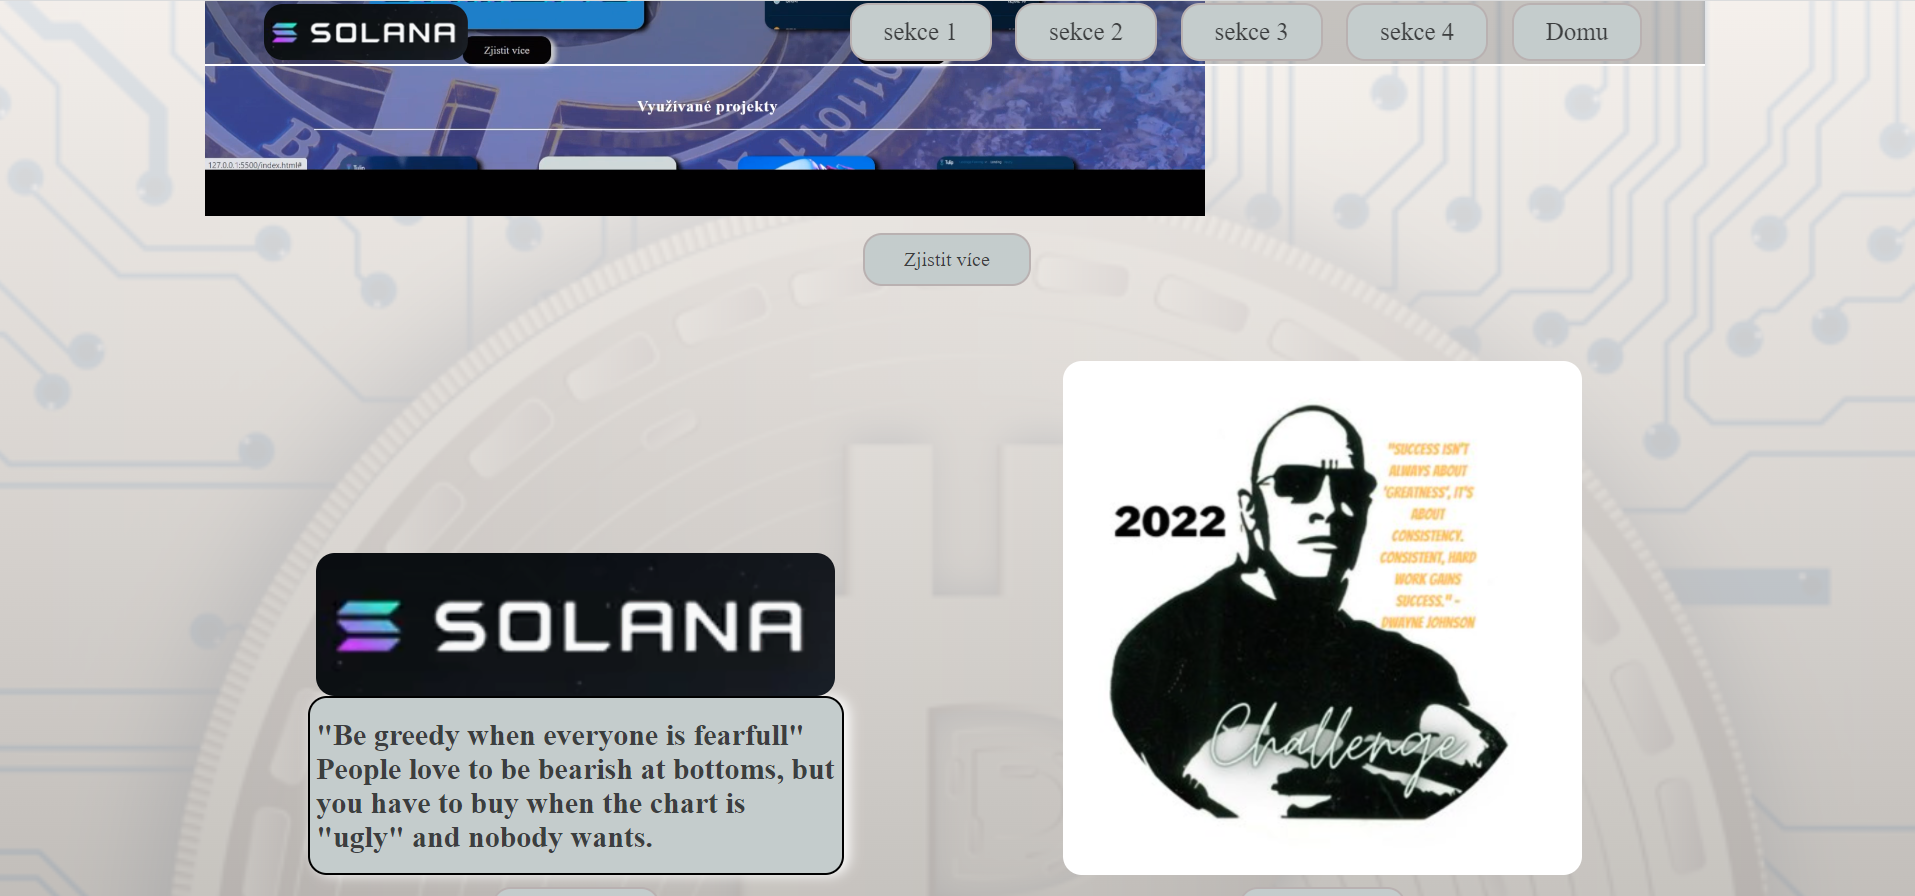 SOLANA
sekce 1
sekce 2
sekce 3
sekce 4
Domu
Zjistit více
Využívané projekty
127.0.0.1:5500/index.html#
Tulip
Tulip
Zjistit více
"SUCCESS ISN'T
ALWAYS ABOUT
'GREATNESS', IT'S
ABOUT
CONSISTENCY.
CONSISTENT, HARD
WORK GAINS
SUCCESS." -
DWAYNE JOHNSON
2022
Challenge
SOLANA
"Be greedy when everyone is fearfull"
People love to be bearish at bottoms, but
you have to buy when the chart is
"ugly" and nobody wants.